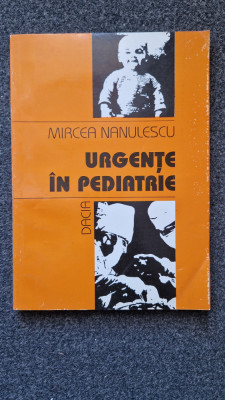 MIRCEA NANULESCU
URGENȚE
ÎN PEDIATRIE
DACIA